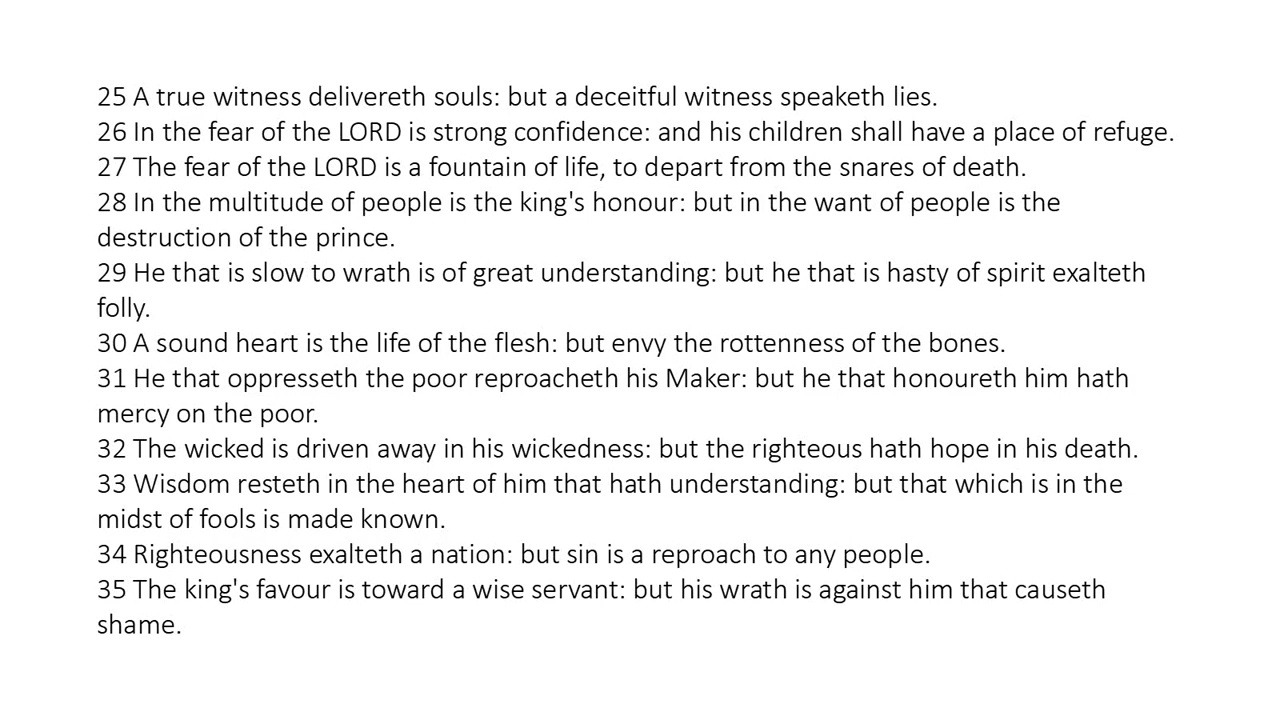 25 A true witness delivereth souls: but a deceitful witness speaketh lies.
26 In the fear of the LORD is strong confidence: and his children shall have a place of refuge.
27 The fear of the LORD is a fountain of life, to depart from the snares of death.
28 In the multitude of people is the king's honour: but in the want of people is the
destruction of the prince.
29 He that is slow to wrath is of great understanding: but he that is hasty of spirit exalteth
folly.
30 A sound heart is the life of the flesh: but envy the rottenness of the bones.
31 He that oppresseth the poor reproacheth his Maker: but he that honoureth him hath
mercy on the poor.
32 The wicked is driven away in his wickedness: but the righteous hath hope in his death.
33 Wisdom resteth in the heart of him that hath understanding: but that which is in the
midst of fools is made known.
34 Righteousness exalteth a nation: but sin is a reproach to any people.
35 The king's favour is toward a wise servant: but his wrath is against him that causeth
shame.